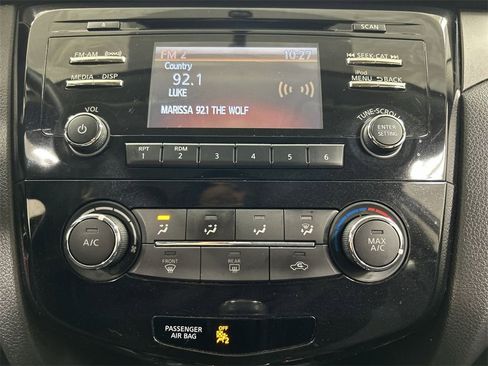 SCAN
FM-AM
FM 2
10:27
SEEK·CAT
Country
92.1
LUKE
MEDIA DISP
iPod
MENU BACK
MARISSA 92.1 THE WOLF
VOL
TUNE·SCROLL
ENTER
SETTING
RPT
1
RDM
2
3
4
5
6
A/C
MAX
A/C
FRONT
REAR
PASSENGER
AIR BAG
OFF
2